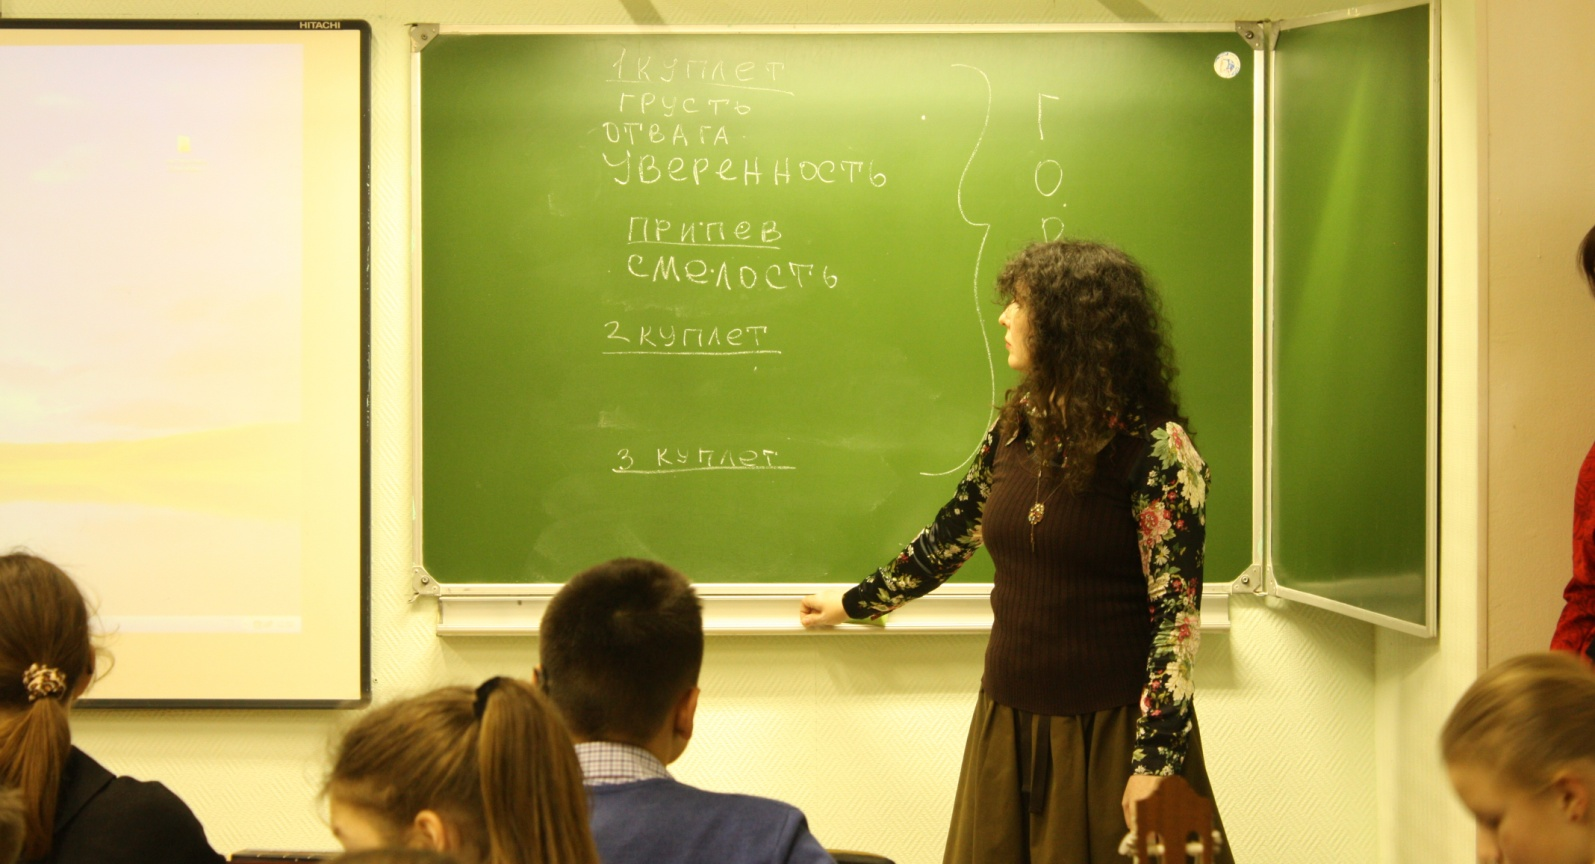 HITACHI
1 куплет
грусть
отвага
уверенность
припев
смелость
2 куплет
3 куплет
Г
О
Р